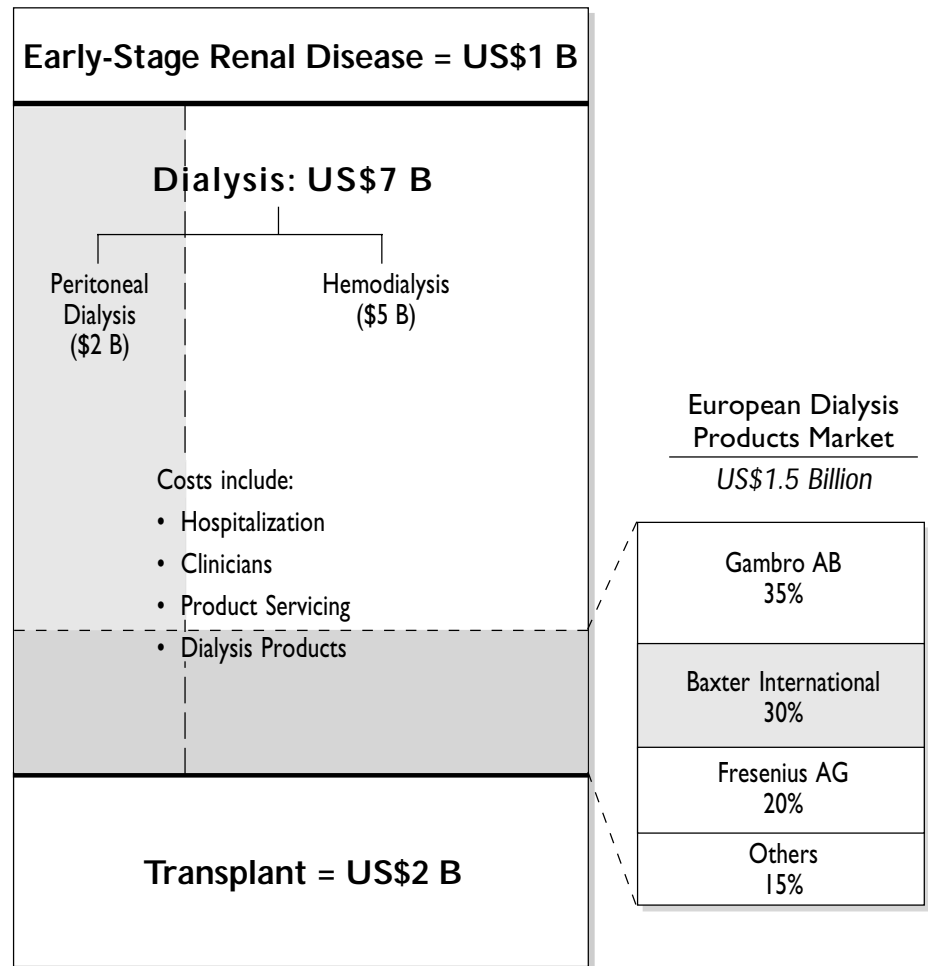 Early-Stage Renal Disease = US$1 B
Dialysis: US$7 B
Peritoneal
Dialysis
($2 B)
Hemodialysis
($5 B)
Costs include:
• Hospitalization
• Clinicians
• Product Servicing
• Dialysis Products
Transplant = US$2 B
European Dialysis
Products Market
US$1.5 Billion
Gambro AB
35%
Baxter International
30%
Fresenius AG
20%
Others
15%